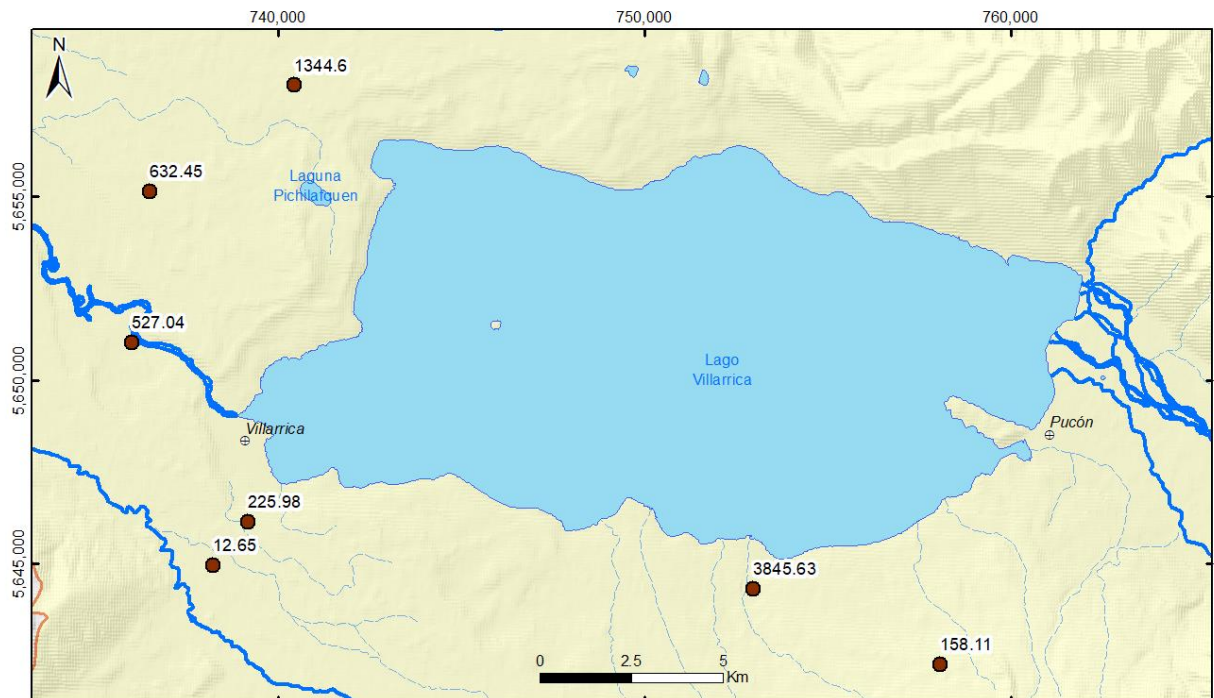 740,000
750,000
760,000
N
1344.6
632.45
5,655,000
Laguna
Pichilafquen
527.04
Lago
Villarrica
5,650,000
Villarrica
Pucón
225.98
12.65
5,645,000
3845.63
158.11
0
2.5
5
Km